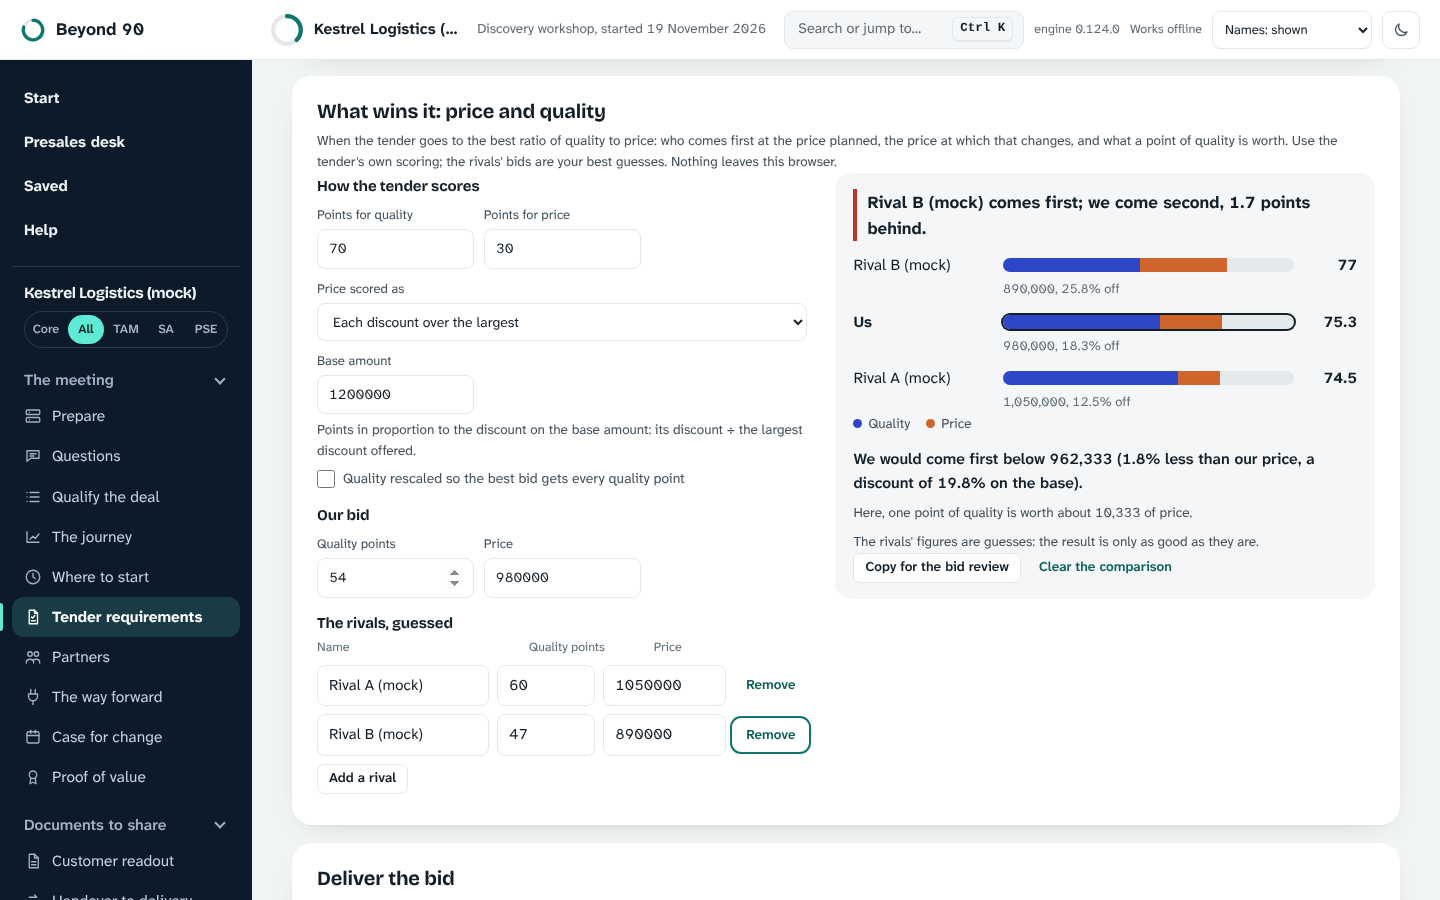 Beyond 90
Kestrel Logistics (...
Discovery workshop, started 19 November 2026
Search or jump to...
Ctrl K
engine 0.124.0
Works offline
Names: shown
Start
Presales desk
Saved
Help
Kestrel Logistics (mock)
Core
All
TAM
SA
PSE
The meeting
Prepare
Questions
Qualify the deal
The journey
Where to start
Tender requirements
Partners
The way forward
Case for change
Proof of value
Documents to share
Customer readout
Handover to delivery
What wins it: price and quality
When the tender goes to the best ratio of quality to price: who comes first at the price planned, the price at which that changes, and what a point of quality is worth. Use the
tender's own scoring; the rivals' bids are your best guesses. Nothing leaves this browser.
How the tender scores
Points for quality
Points for price
70
30
Price scored as
Each discount over the largest
Base amount
1200000
Points in proportion to the discount on the base amount: its discount ÷ the largest
discount offered.
Quality rescaled so the best bid gets every quality point
Our bid
Quality points
Price
54
980000
The rivals, guessed
Name
Quality points
Price
Rival A (mock)
60
1050000
Remove
Rival B (mock)
47
890000
Remove
Add a rival
Rival B (mock) comes first; we come second, 1.7 points
behind.
Rival B (mock)
77
890,000, 25.8% off
Us
75.3
980,000, 18.3% off
Rival A (mock)
74.5
1,050,000, 12.5% off
Quality
Price
We would come first below 962,333 (1.8% less than our price, a
discount of 19.8% on the base).
Here, one point of quality is worth about 10,333 of price.
The rivals' figures are guesses: the result is only as good as they are.
Copy for the bid review
Clear the comparison
Deliver the bid